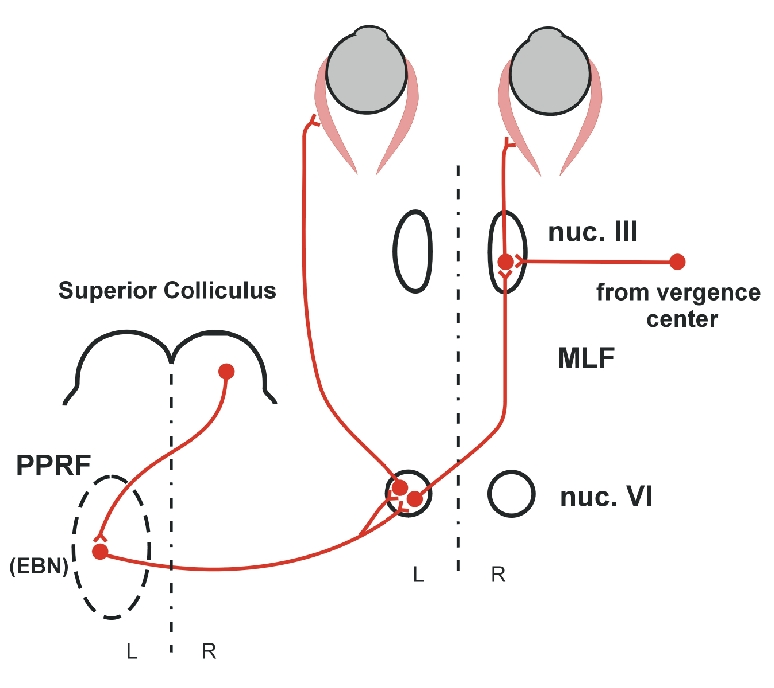 nuc. III
Superior Colliculus
from vergence
center
MLF
PPRF
nuc. VI
(EBN)
L R
L R